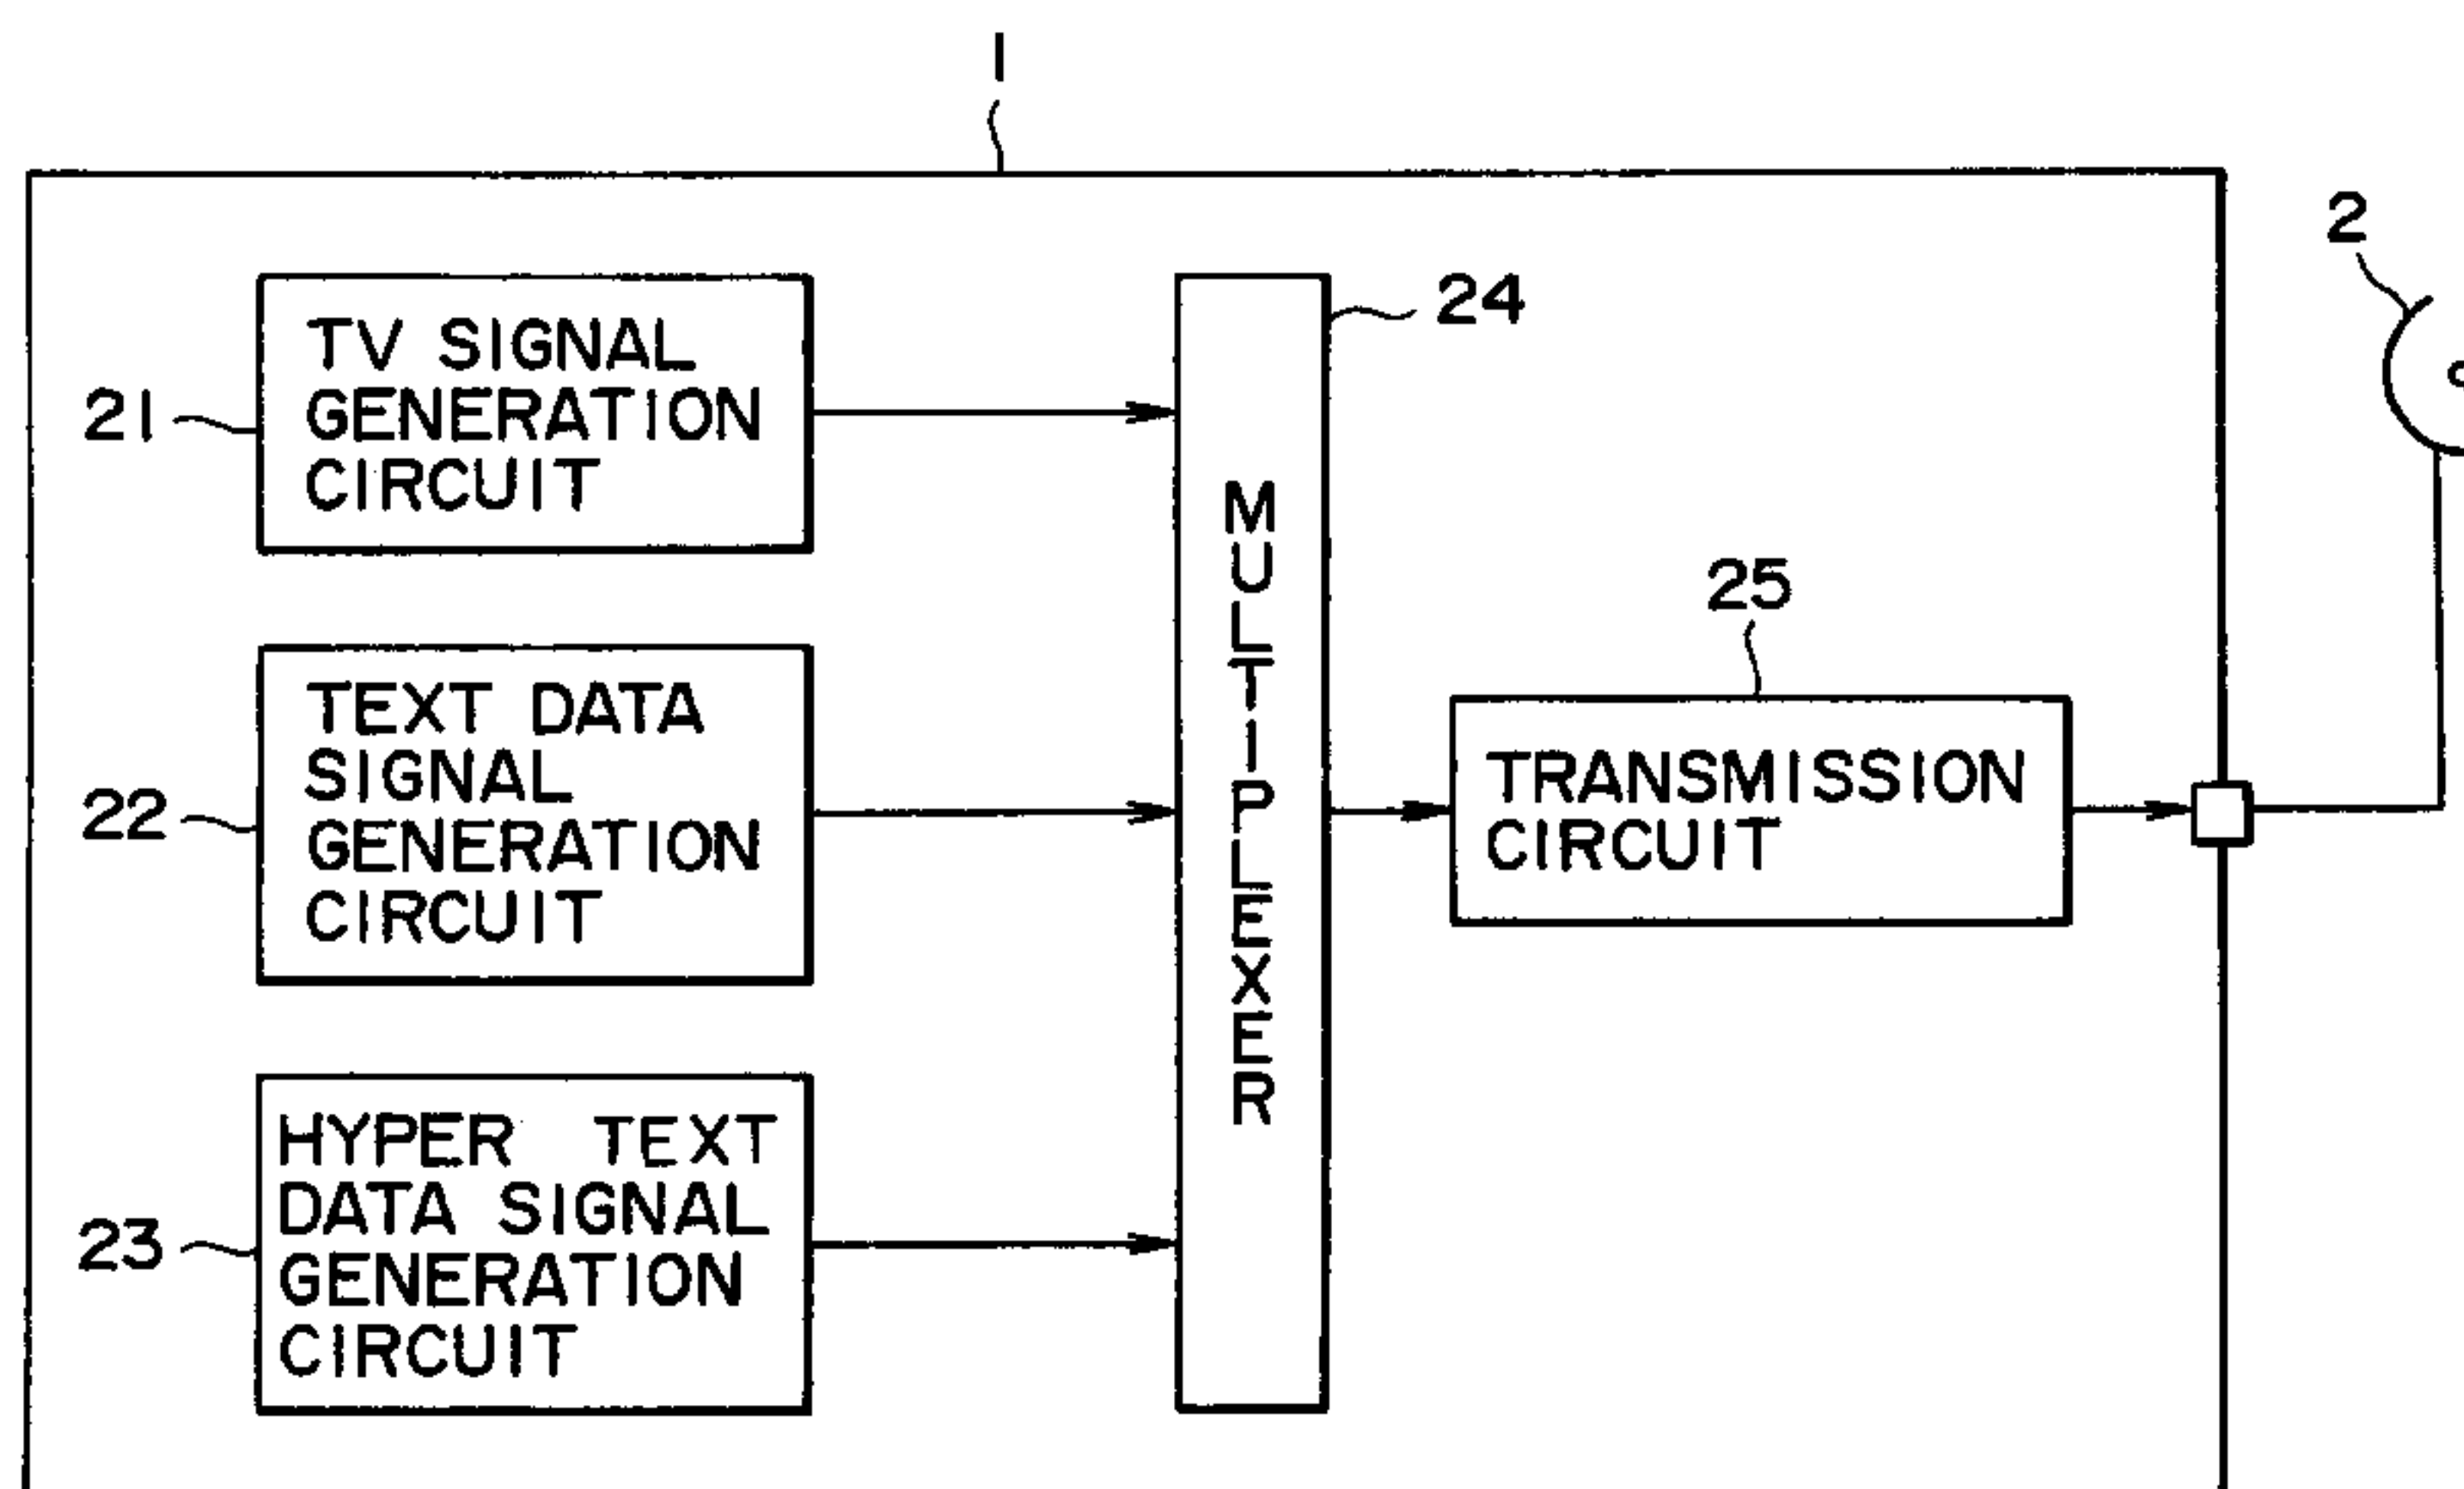 1
2
TV SIGNAL
GENERATION
CIRCUIT
21
24
MULTIPLEXER
25
TEXT DATA
SIGNAL
GENERATION
CIRCUIT
22
TRANSMISSION
CIRCUIT
HYPER TEXT
DATA SIGNAL
GENERATION
CIRCUIT
23